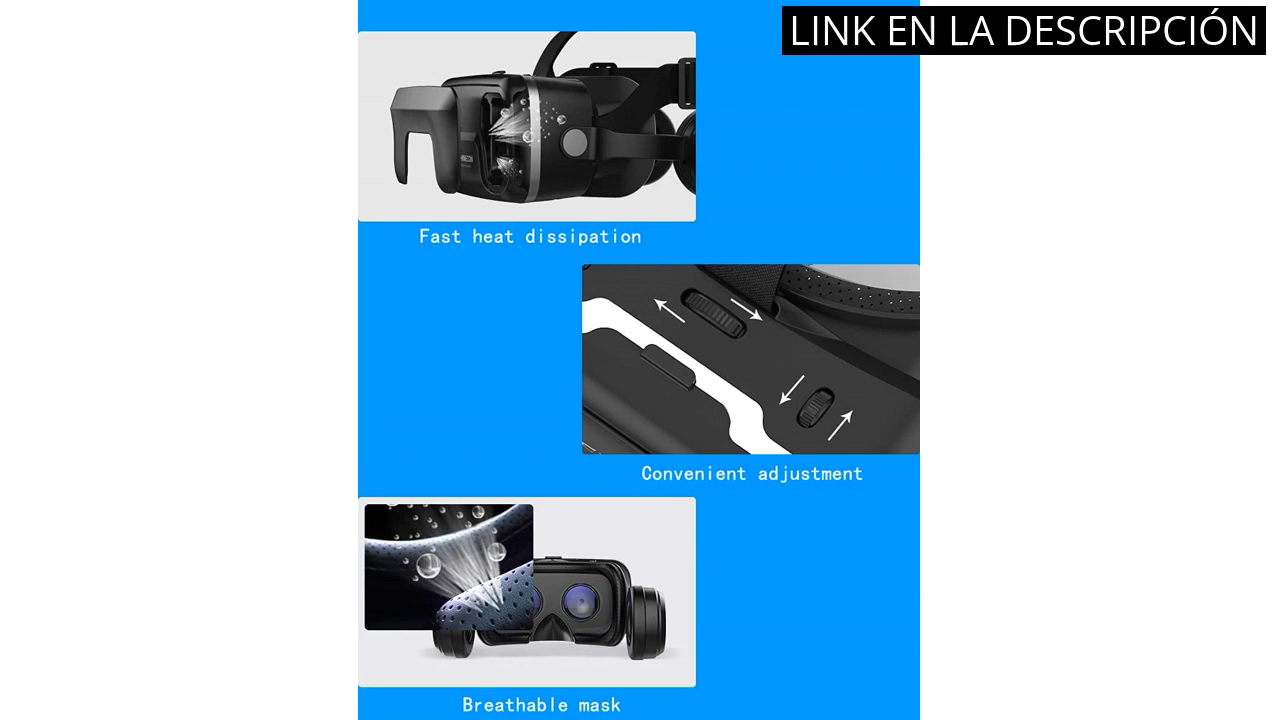 LINK EN LA DESCRIPCIÓN
Fast heat dissipation
Convenient adjustment
Breathable mask